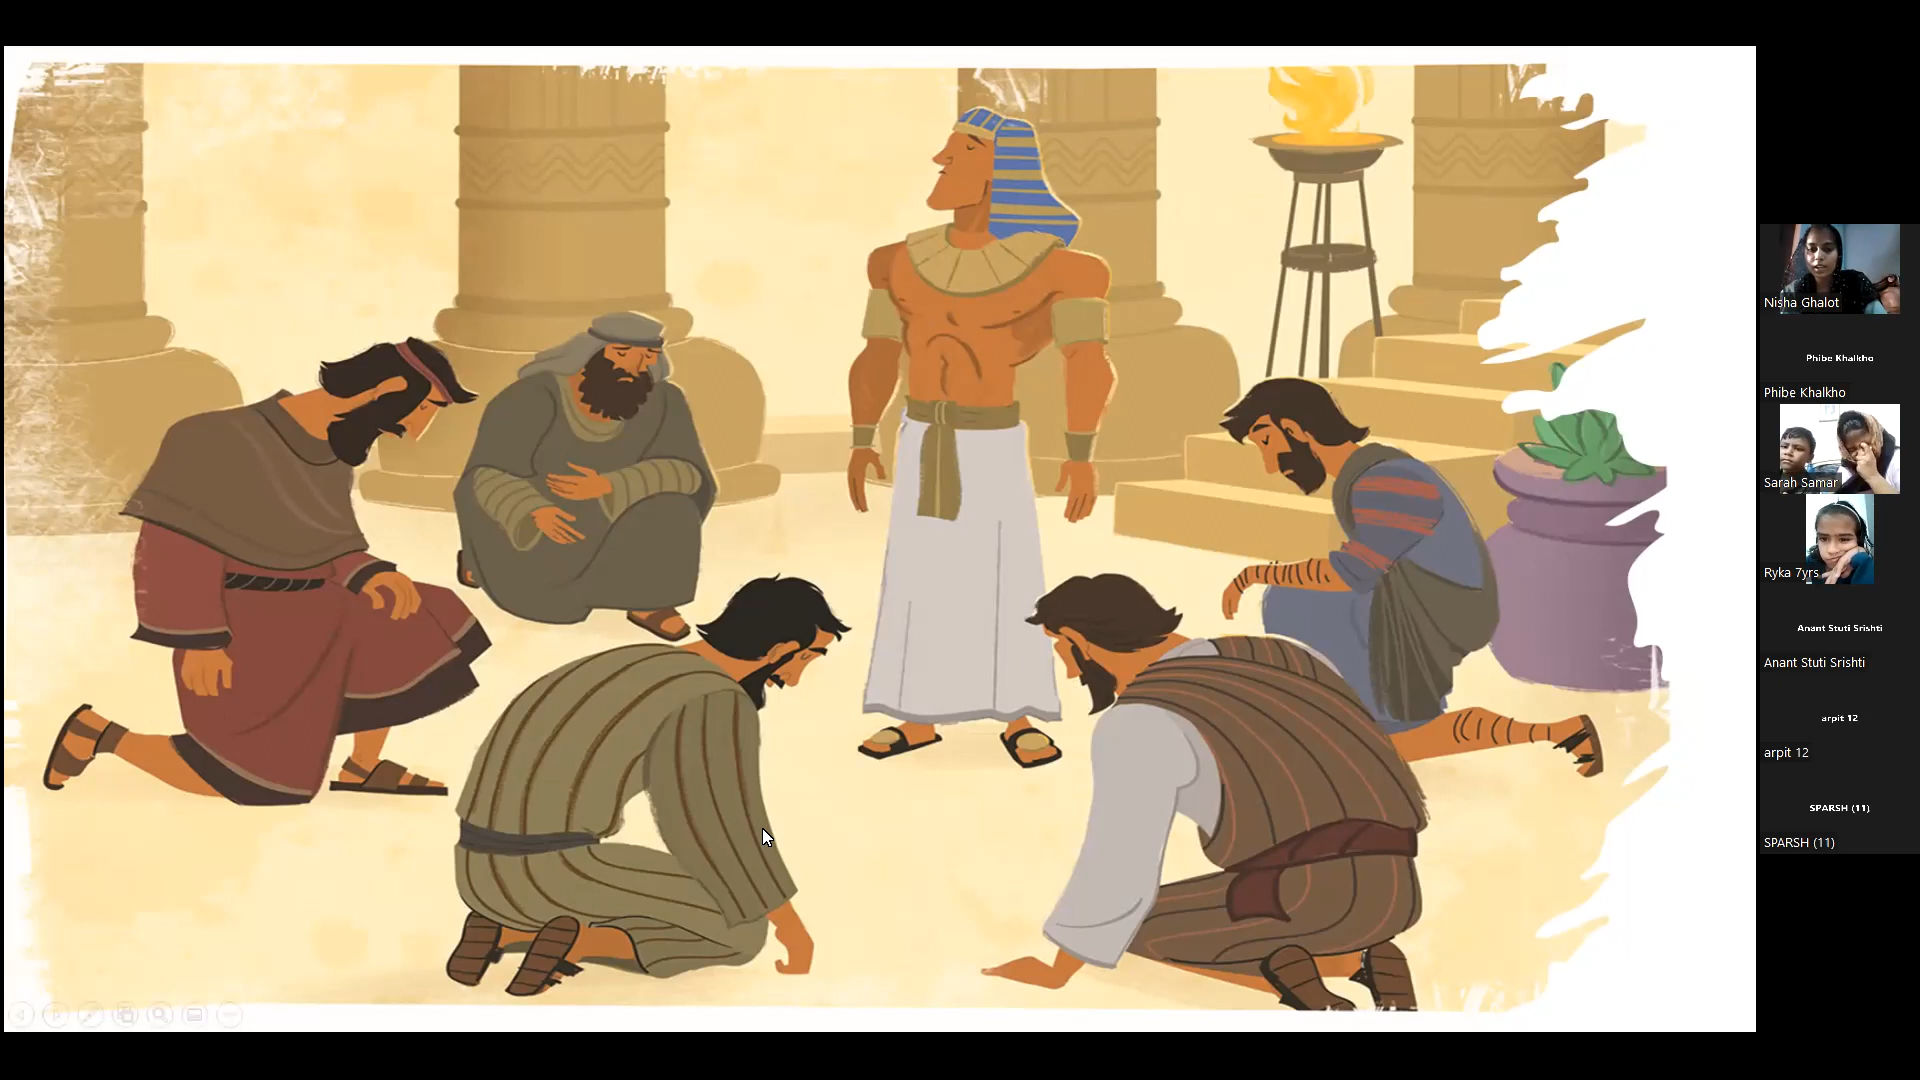 Nisha Ghalot
Phibe Khalkho
Phibe Khalkho
Sarah Samar
Ryka 7yrs
Anant Stuti Srishti
Anant Stuti Srishti
arpit 12
arpit 12
SPARSH (11)
SPARSH (11)